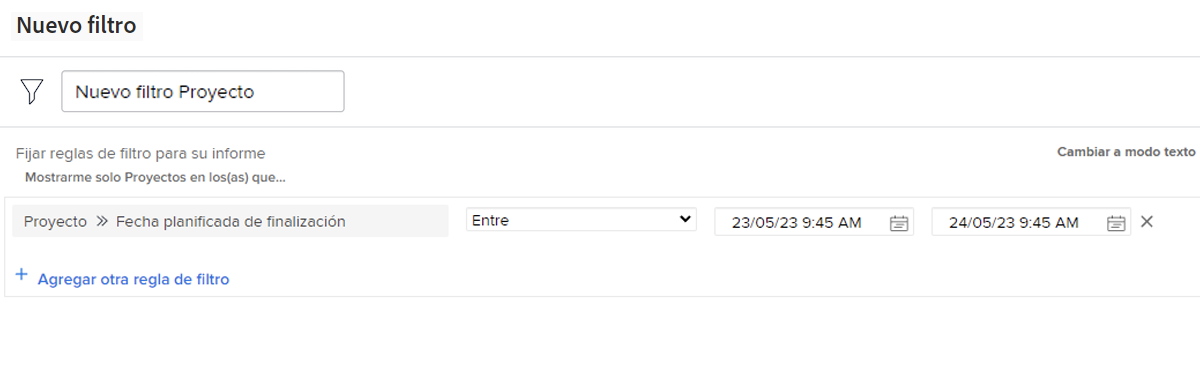 Nuevo filtro
Nuevo filtro Proyecto
Fijar reglas de filtro para su informe
Cambiar a modo texto
Mostrarme solo Proyectos en los(as) que...
Proyecto » Fecha planificada de finalización Entre 23/05/23 9:45 AM 24/05/23 9:45 AM
+ Agregar otra regla de filtro